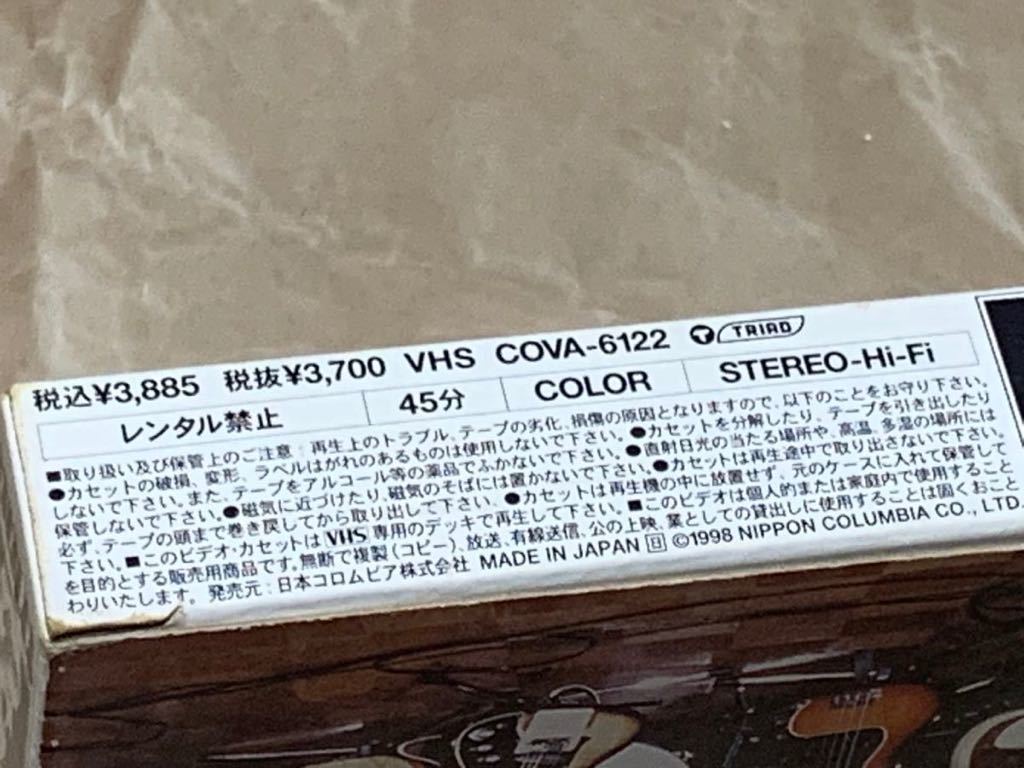 税込¥3,885 税抜¥3,700 VHS COVA-6122 T TRIAD
レンタル禁止 45分 COLOR STEREO-Hi-Fi
■取り扱い及び保管上のご注意：再生上のトラブル、テープの劣化、損傷の原因となりますので、以下のことをお守り下さい。
●カセットの破損、変形、ラベルはがれのあるものは使用しないで下さい。●カセットを分解したり、テープを引き出したり
しないで下さい。また、テープをアルコール等の薬品でふかないで下さい。●直射日光の当たる場所や、高温、多湿の場所には
保管しないで下さい。●磁気に近づけたり、磁気のそばには置かないで下さい。●カセットは再生途中で取り出さないで下さい。
必ず、テープの頭まで巻き戻してから取り出して下さい。●カセットは再生機の中に放置せず、元のケースに入れて保管して
下さい。■このビデオ・カセットはVHS専用のデッキで再生して下さい。■このビデオは個人的または家庭内で使用すること
を目的とする販売用商品です。無断で複製(コピー)、放送、有線送信、公の上映、業としての貸出しに使用することは固くおこと
わりいたします。発売元：日本コロムビア株式会社 MADE IN JAPAN 日 ©1998 NIPPON COLUMBIA CO., LTD.